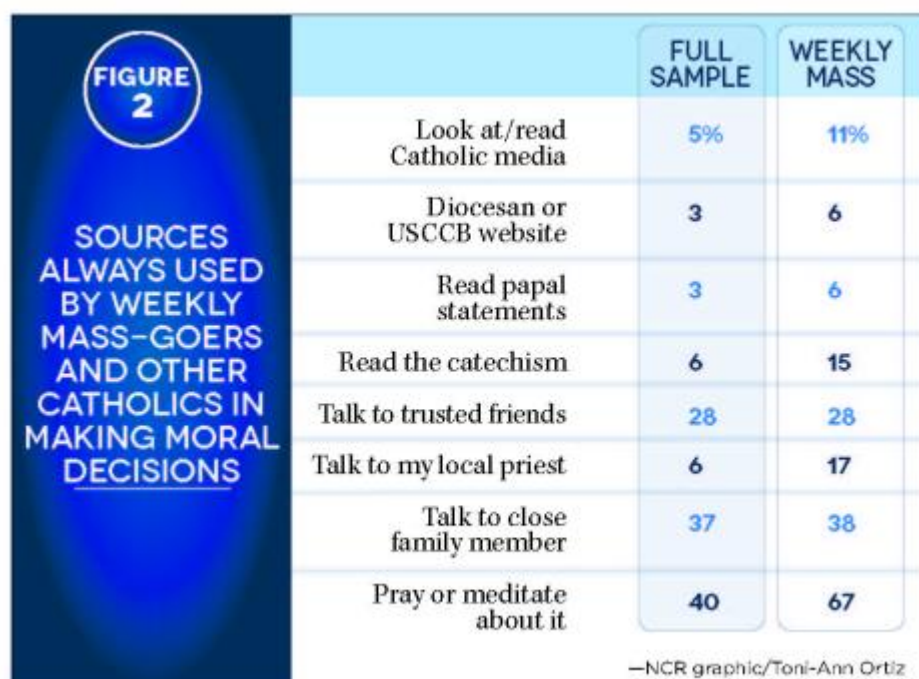 FIGURE
2
SOURCES
ALWAYS USED
BY WEEKLY
MASS-GOERS
AND OTHER
CATHOLICS IN
MAKING MORAL
DECISIONS
FULL
SAMPLE
WEEKLY
MASS
Look at/read
Catholic media
5%
11%
Diocesan or
USCCB website
3
6
Read papal
statements
3
6
Read the catechism
6
15
Talk to trusted friends
28
28
Talk to my local priest
6
17
Talk to close
family member
37
38
Pray or meditate
about it
40
67
—NCR graphic/Toni-Ann Ortiz